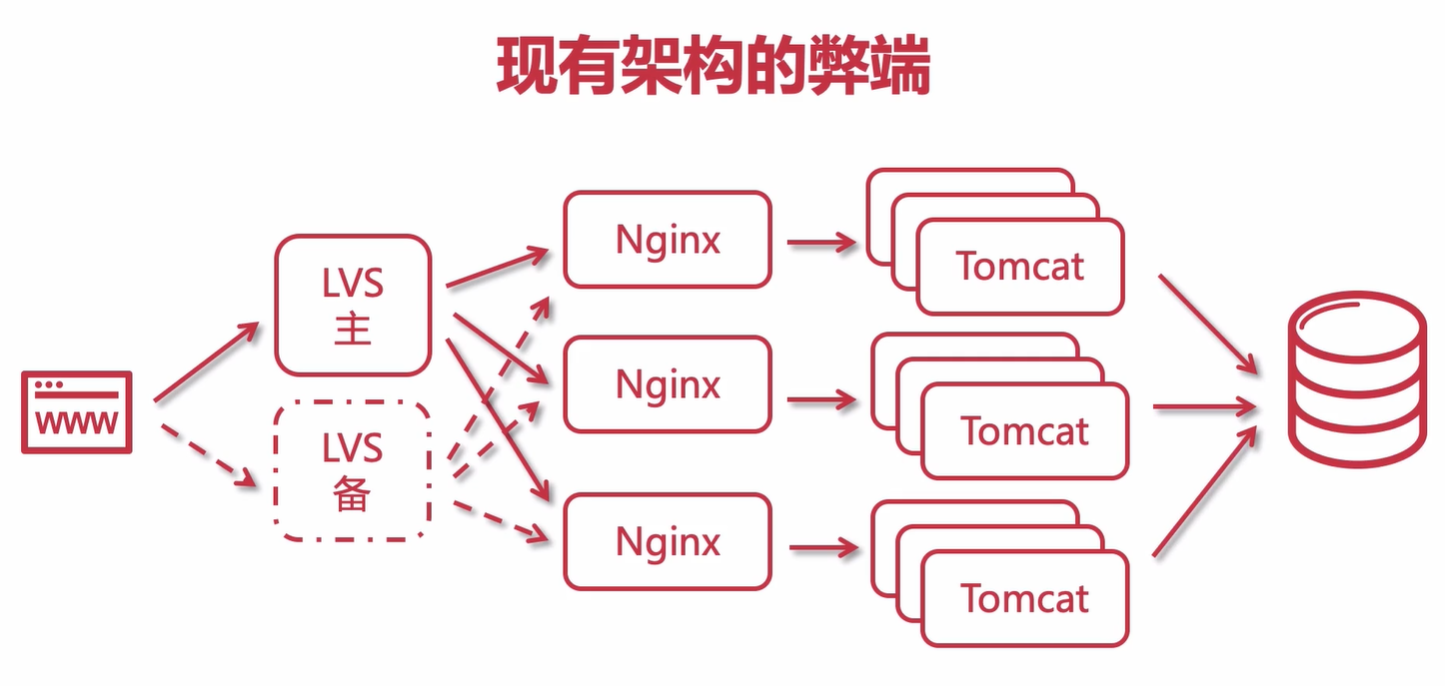 现有架构的弊端
www
LVS
主
LVS
备
Nginx
Nginx
Nginx
Tomcat
Tomcat
Tomcat